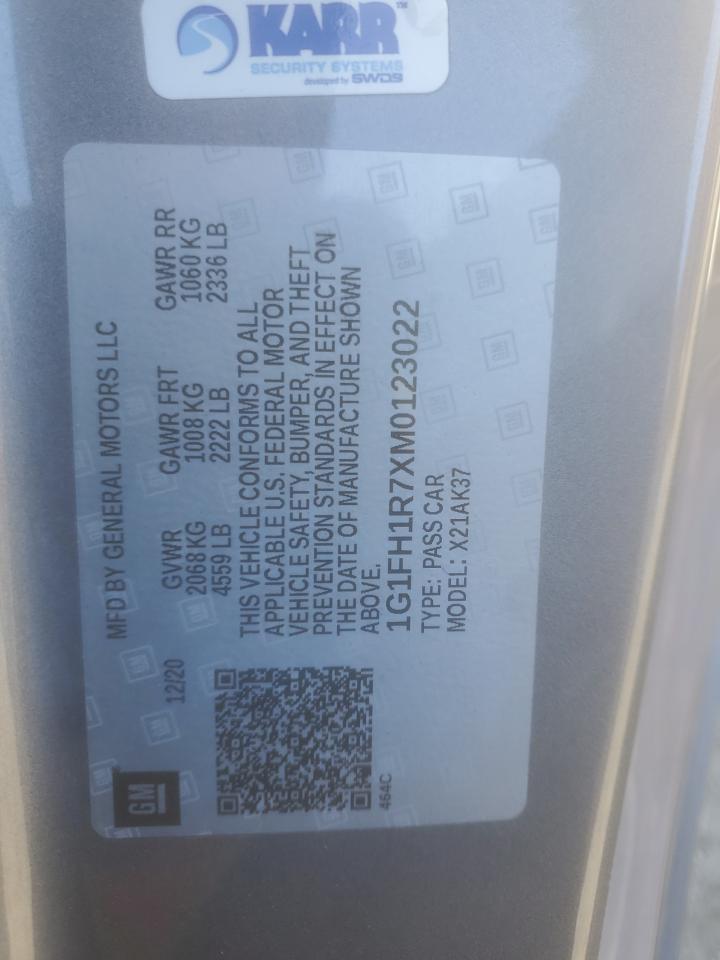 KARR™
SECURITY SYSTEMS
developed by SWDS
MFD BY GENERAL MOTORS LLC
12/20
GVWR GAWR FRT GAWR RR
2068 KG 1008 KG 1060 KG
4559 LB 2222 LB 2336 LB
THIS VEHICLE CONFORMS TO ALL
APPLICABLE U.S. FEDERAL MOTOR
VEHICLE SAFETY, BUMPER, AND THEFT
PREVENTION STANDARDS IN EFFECT ON
THE DATE OF MANUFACTURE SHOWN
ABOVE.
1G1FH1R7XM0123022
TYPE: PASS CAR
MODEL: X21AK37
GM
464C